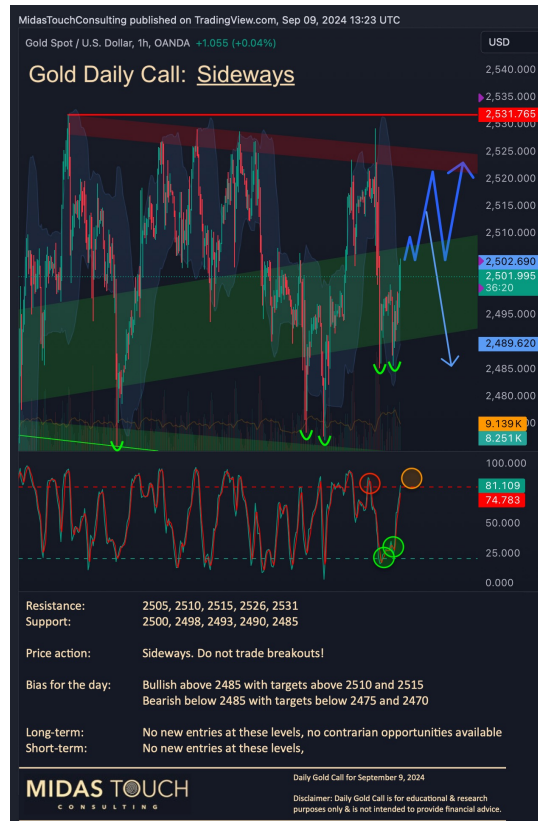 MidasTouchConsulting published on TradingView.com, Sep 09, 2024 13:23 UTC
Gold Spot / U.S. Dollar, 1h, OANDA +1.055 (+0.04%)
USD
Gold Daily Call: Sideways
2,540.000
2,535.000
2,531.765
2,530.000
2,525.000
2,520.000
2,515.000
2,510.000
2,502.690
2,501.995
36:20
2,495.000
2,489.620
2,485.000
2,480.000
2,475.000
9.139 K
8.251 K
100.000
81.109
74.783
50.000
25.000
0.000
Resistance: 2505, 2510, 2515, 2526, 2531
Support: 2500, 2498, 2493, 2490, 2485
Price action: Sideways. Do not trade breakouts!
Bias for the day: Bullish above 2485 with targets above 2510 and 2515
Bearish below 2485 with targets below 2475 and 2470
Long-term: No new entries at these levels, no contrarian opportunities available
Short-term: No new entries at these levels,
MIDAS TOUCH
CONSULTING
Daily Gold Call for September 9, 2024
Disclaimer: Daily Gold Call is for educational & research
purposes only & is not intended to provide financial advice.